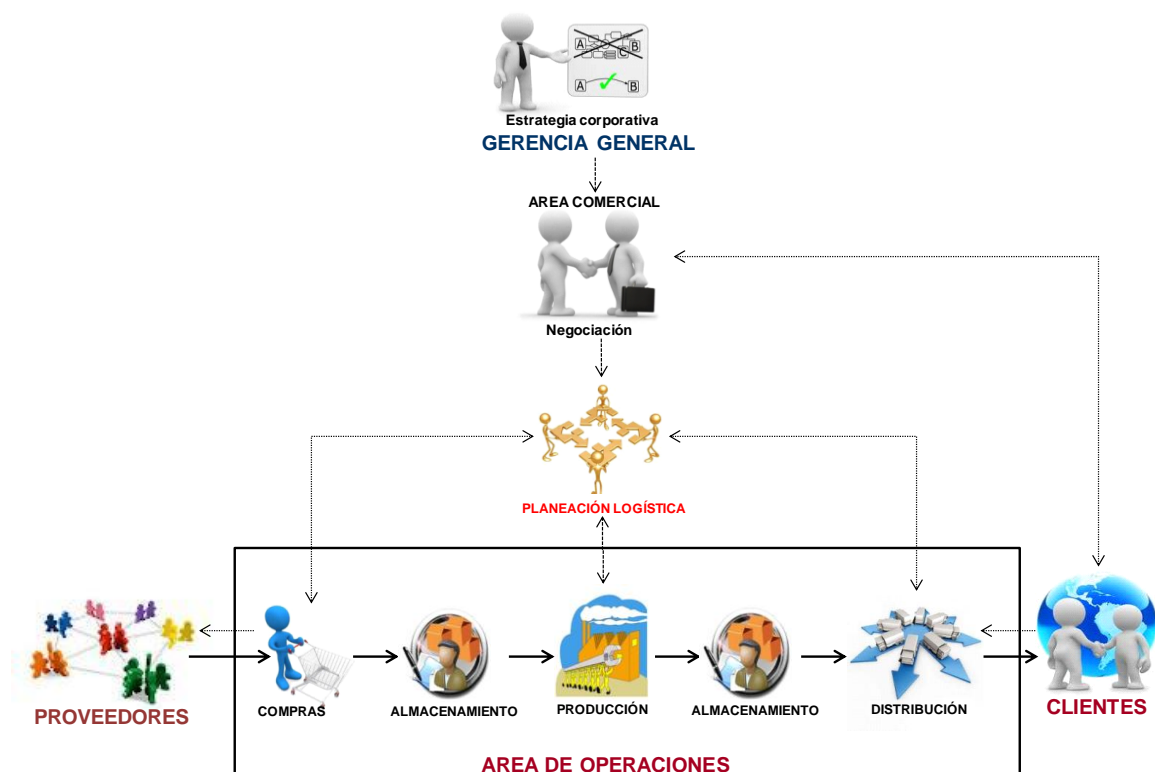 A
B
C
A
B
Estrategia corporativa
GERENCIA GENERAL
AREA COMERCIAL
Negociación
PLANEACIÓN LOGÍSTICA
PROVEEDORES
COMPRAS
ALMACENAMIENTO
PRODUCCIÓN
ALMACENAMIENTO
DISTRIBUCIÓN
CLIENTES
AREA DE OPERACIONES